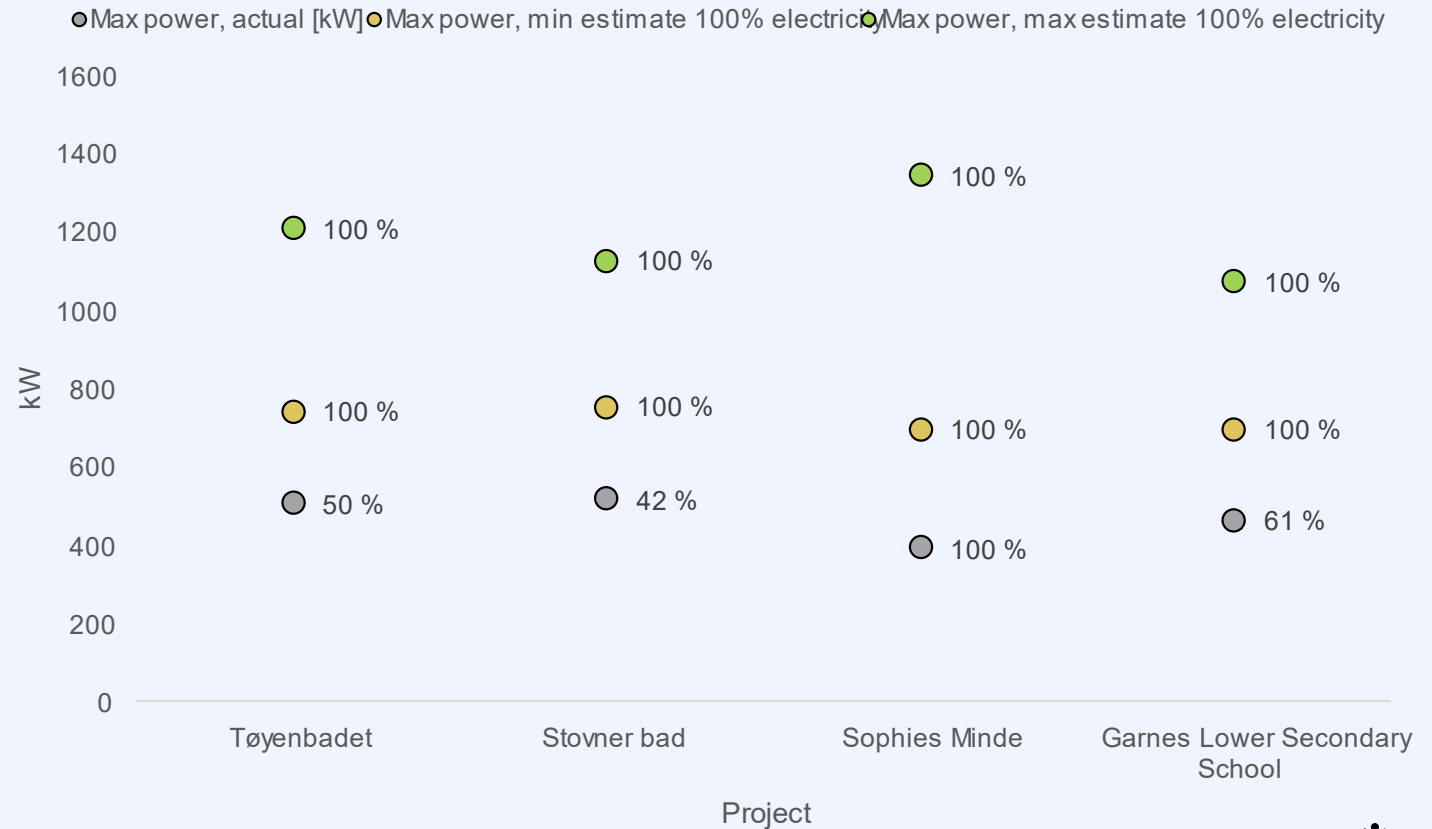 Max power, actual [kW] Max power, min estimate 100% electricity Max power, max estimate 100% electricity
1600
1400
1200
1000
800
600
400
200
0
kW
100 %
100 %
100 %
100 %
100 %
100 %
100 %
100 %
50 %
42 %
100 %
61 %
Tøyenbadet
Stovner bad
Sophies Minde
Garnes Lower Secondary
School
Project